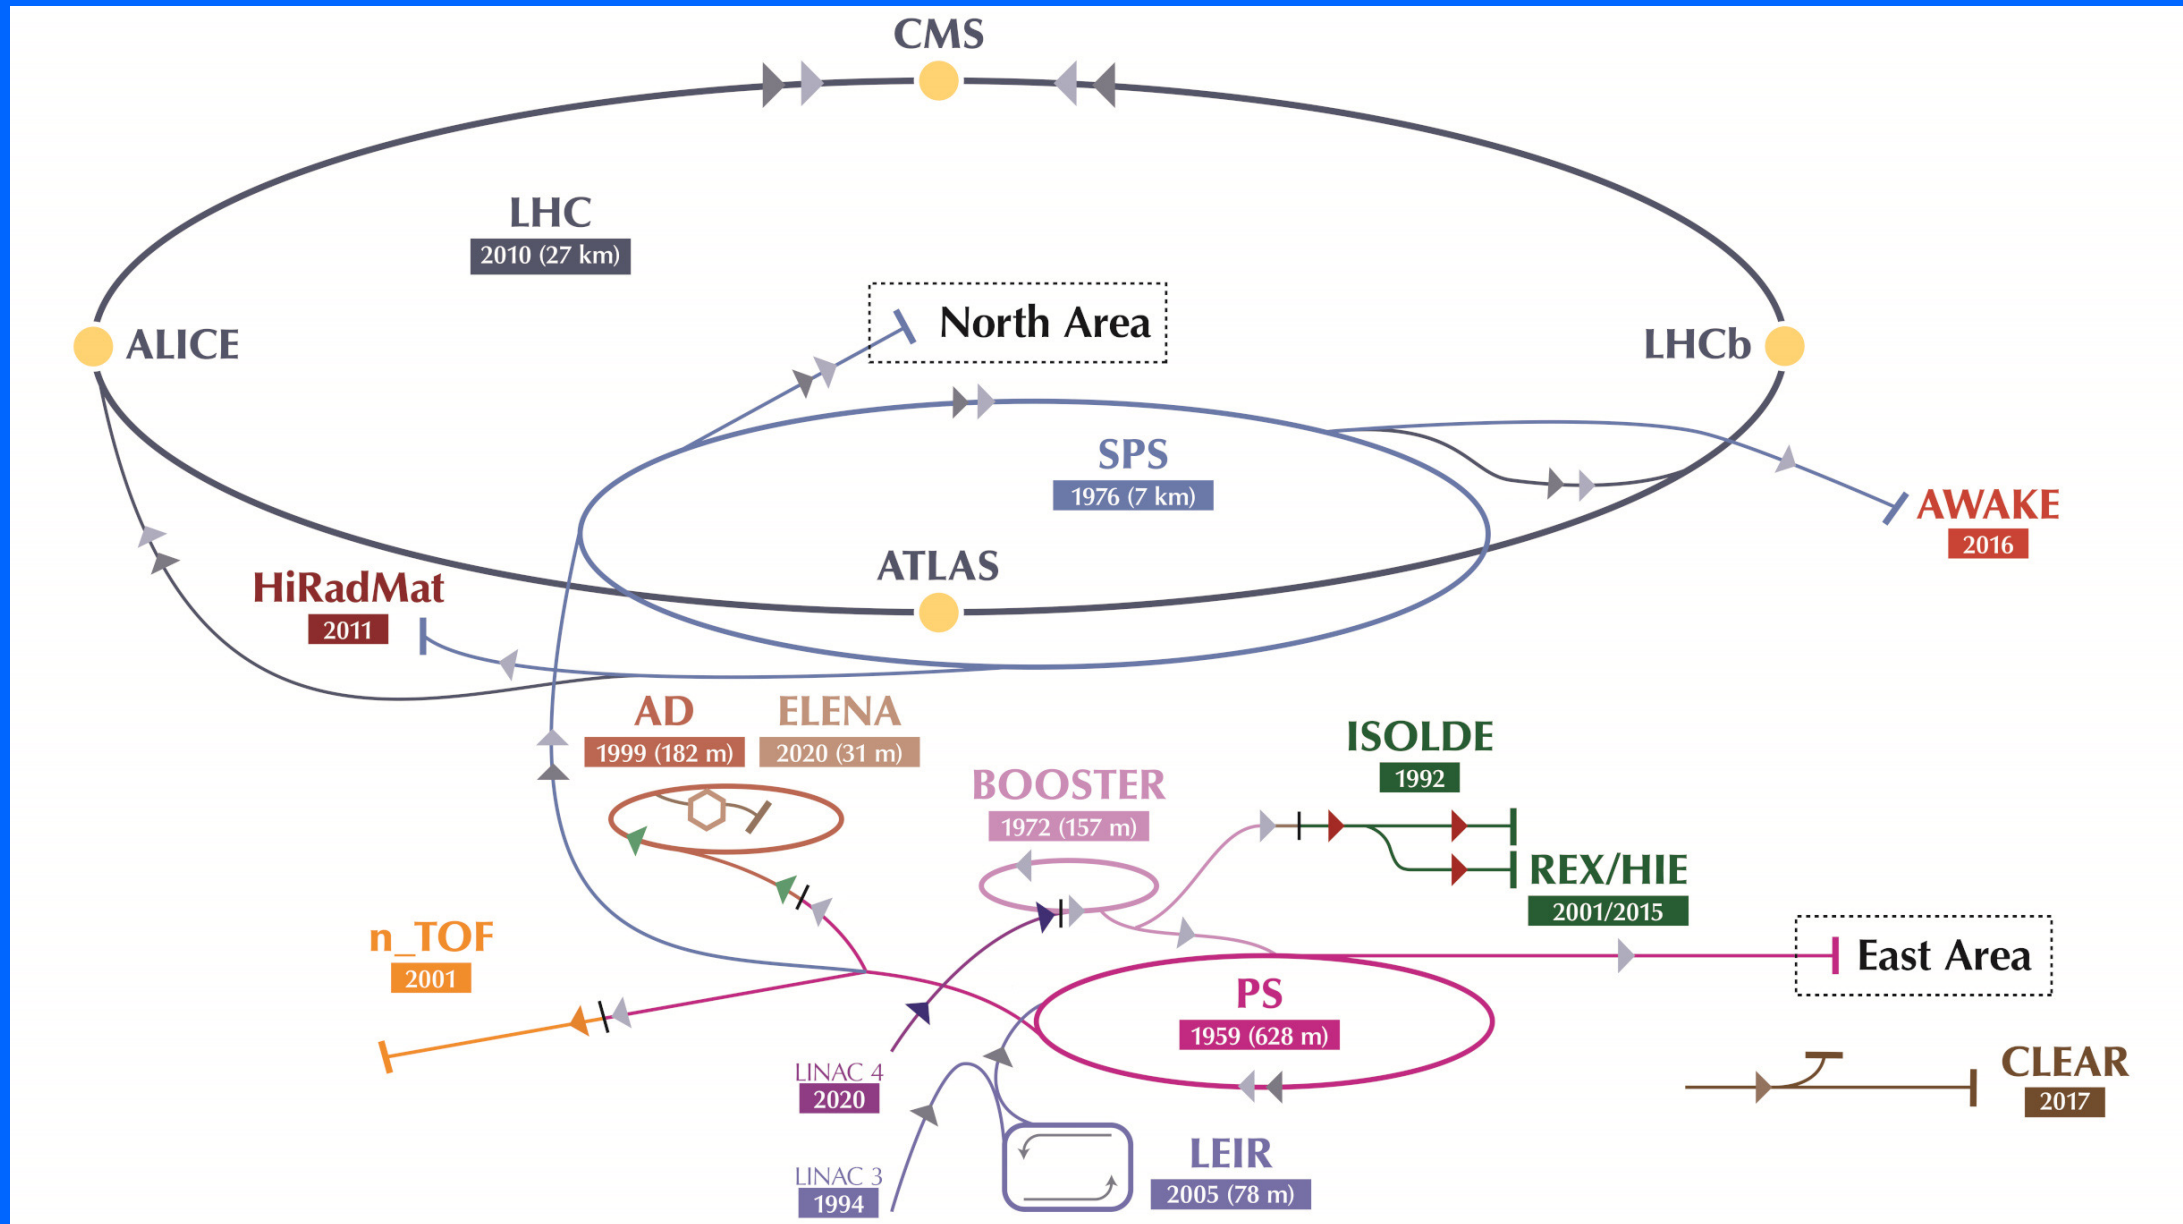 CMS
LHC
2010 (27 km)
North Area
ALICE
LHCb
SPS
1976 (7 km)
AWAKE
2016
ATLAS
HiRadMat
2011
AD
1999 (182 m)
ELENA
2020 (31 m)
ISOLDE
1992
BOOSTER
1972 (157 m)
REX/HIE
2001/2015
n_TOF
2001
East Area
PS
1959 (628 m)
LINAC 4
2020
CLEAR
2017
LEIR
2005 (78 m)
LINAC 3
1994